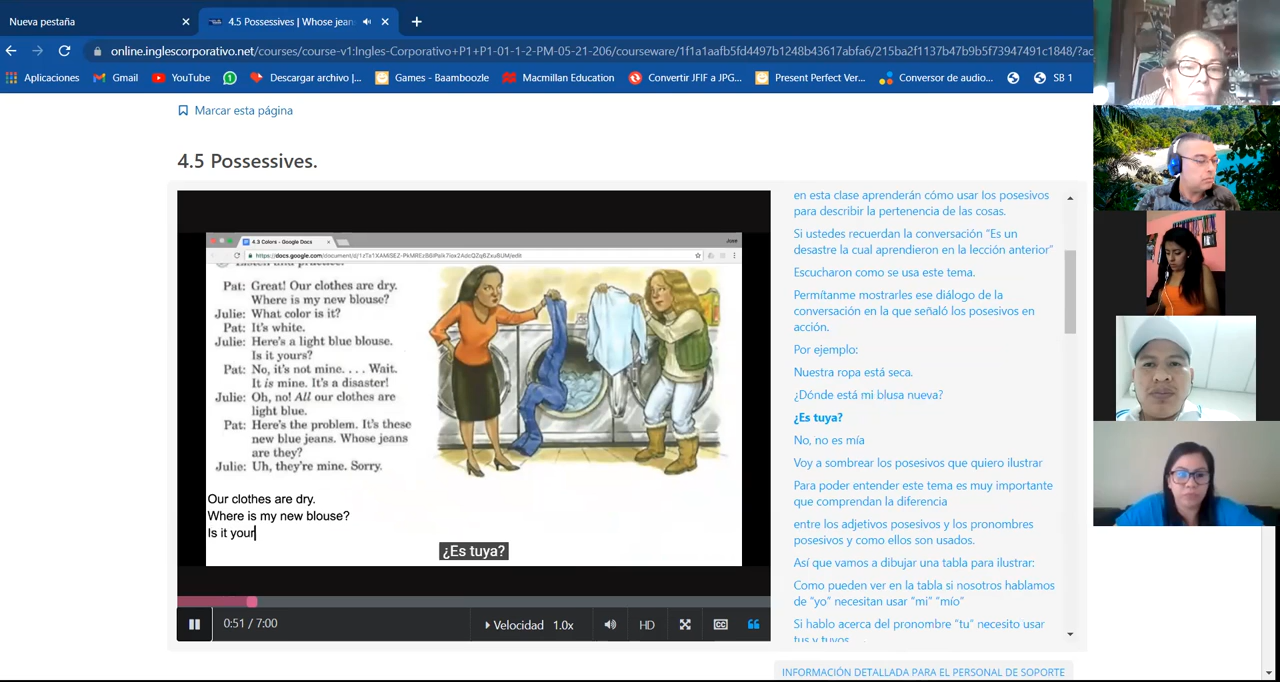 Nueva pestaña
4.5 Possessives | Whose jeans
online.inglescorporativo.net/courses/course-v1:Ingles-Corporativo+P1+P1-01-1-2-PM-05-21-206/courseware/1f1a1aafb5fd4497b1248b43617abfa6/215ba2f1137b47b9b5f73947491c1848/?ac
Aplicaciones
Gmail
YouTube
Descargar archivo |...
Games - Baamboozle
Macmillan Education
Convertir JFIF a JPG...
Present Perfect Ver...
Conversor de audio...
SB 1
Marcar esta página
4.5 Possessives.
4.3 Colors - Google Docs
Pat: Great! Our clothes are dry.
Where is my new blouse?
Julie: What color is it?
Pat: It's white.
Julie: Here's a light blue blouse.
Is it yours?
Pat: No, it's not mine. . . . Wait.
It is mine. It's a disaster!
Julie: Oh, no! All our clothes are
light blue.
Pat: Here's the problem. It's these
new blue jeans. Whose jeans
are they?
Julie: Uh, they're mine. Sorry.
Our clothes are dry.
Where is my new blouse?
Is it your
¿Es tuya?
0:51 / 7:00
Velocidad 1.0x
HD
en esta clase aprenderán cómo usar los posesivos
para describir la pertenencia de las cosas.
Si ustedes recuerdan la conversación “Es un
desastre la cual aprendieron en la lección anterior”
Escucharon como se usa este tema.
Permítanme mostrarles ese diálogo de la
conversación en la que señaló los posesivos en
acción.
Por ejemplo:
Nuestra ropa está seca.
¿Dónde está mi blusa nueva?
¿Es tuya?
No, no es mía
Voy a sombrear los posesivos que quiero ilustrar
Para poder entender este tema es muy importante
que comprendan la diferencia
entre los adjetivos posesivos y los pronombres
posesivos y como ellos son usados.
Así que vamos a dibujar una tabla para ilustrar:
Como pueden ver en la tabla si nosotros hablamos
de “yo” necesitan usar “mi” “mío”
Si hablo acerca del pronombre “tu” necesito usar
tus y tuyos
INFORMACIÓN DETALLADA PARA EL PERSONAL DE SOPORTE